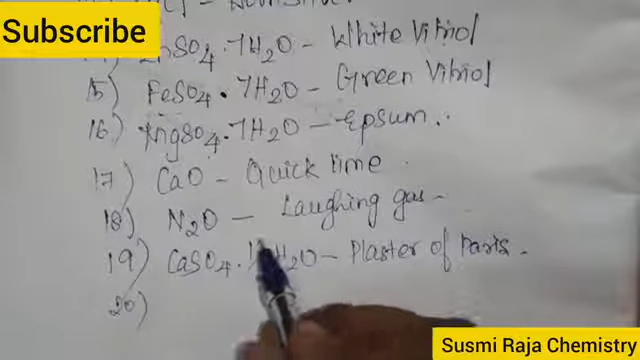 Subscribe
ZnSO4.7H2O - White Vitriol
15) FeSO4.7H2O - Green Vitriol
16) MgSO4.7H2O - Epsum.
17) CaO - Quick lime
18) N2O - Laughing gas -
19) CaSO4. H2O - Plaster of Paris -
20)
Susmi Raja Chemistry